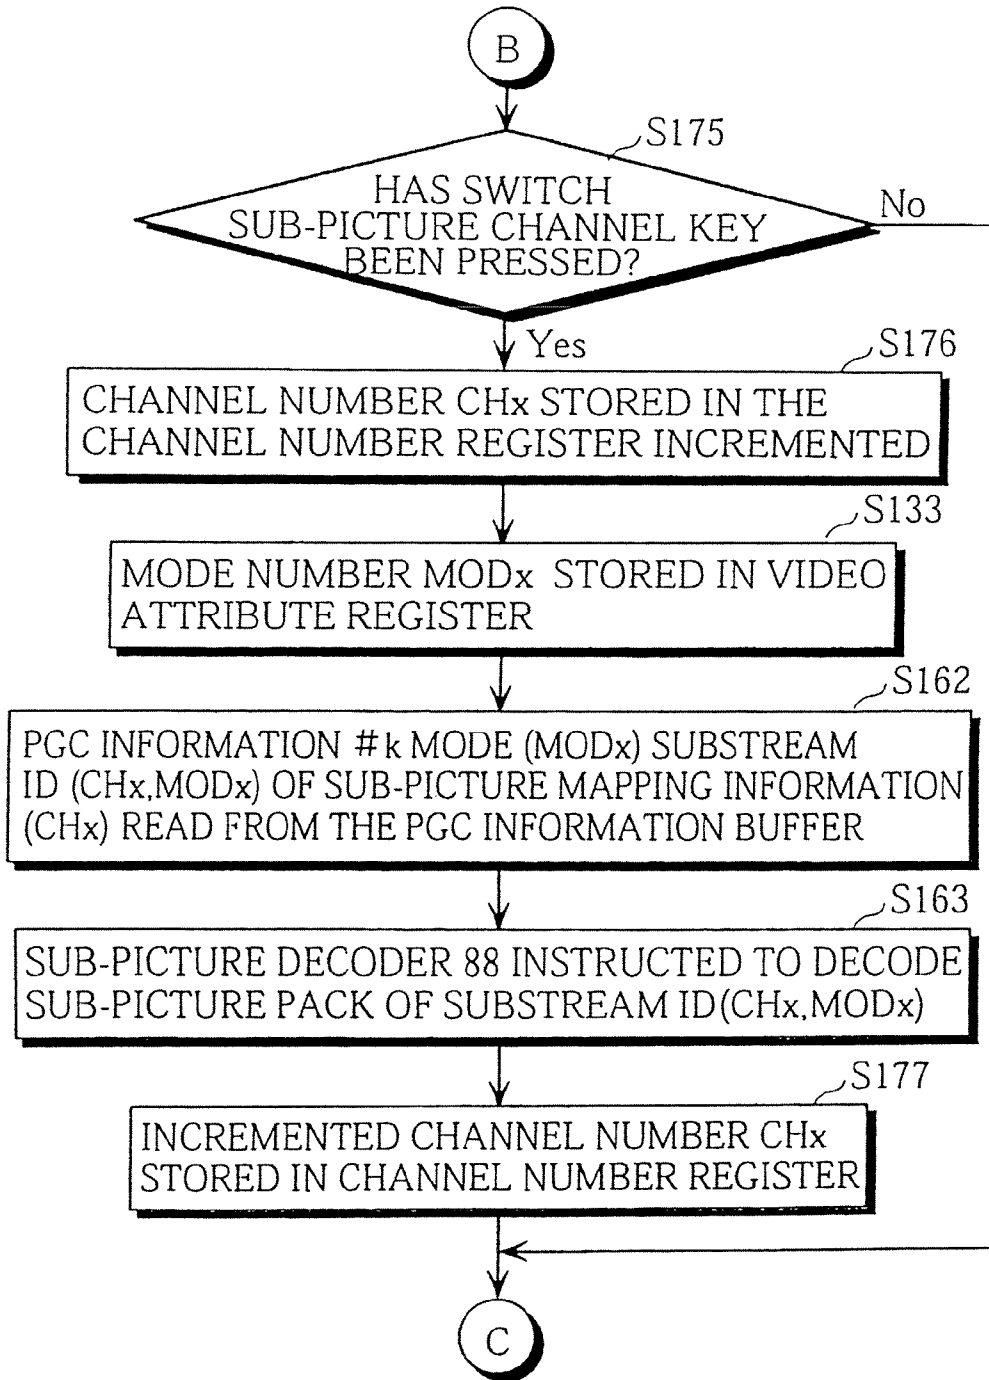 B
S175
HAS SWITCH
SUB-PICTURE CHANNEL KEY
BEEN PRESSED?
No
Yes
S176
CHANNEL NUMBER CHx STORED IN THE
CHANNEL NUMBER REGISTER INCREMENTED
S133
MODE NUMBER MODx STORED IN VIDEO
ATTRIBUTE REGISTER
S162
PGC INFORMATION #k MODE (MODx) SUBSTREAM
ID (CHx,MODx) OF SUB-PICTURE MAPPING INFORMATION
(CHx) READ FROM THE PGC INFORMATION BUFFER
S163
SUB-PICTURE DECODER 88 INSTRUCTED TO DECODE
SUB-PICTURE PACK OF SUBSTREAM ID(CHx,MODx)
S177
INCREMENTED CHANNEL NUMBER CHx
STORED IN CHANNEL NUMBER REGISTER
C